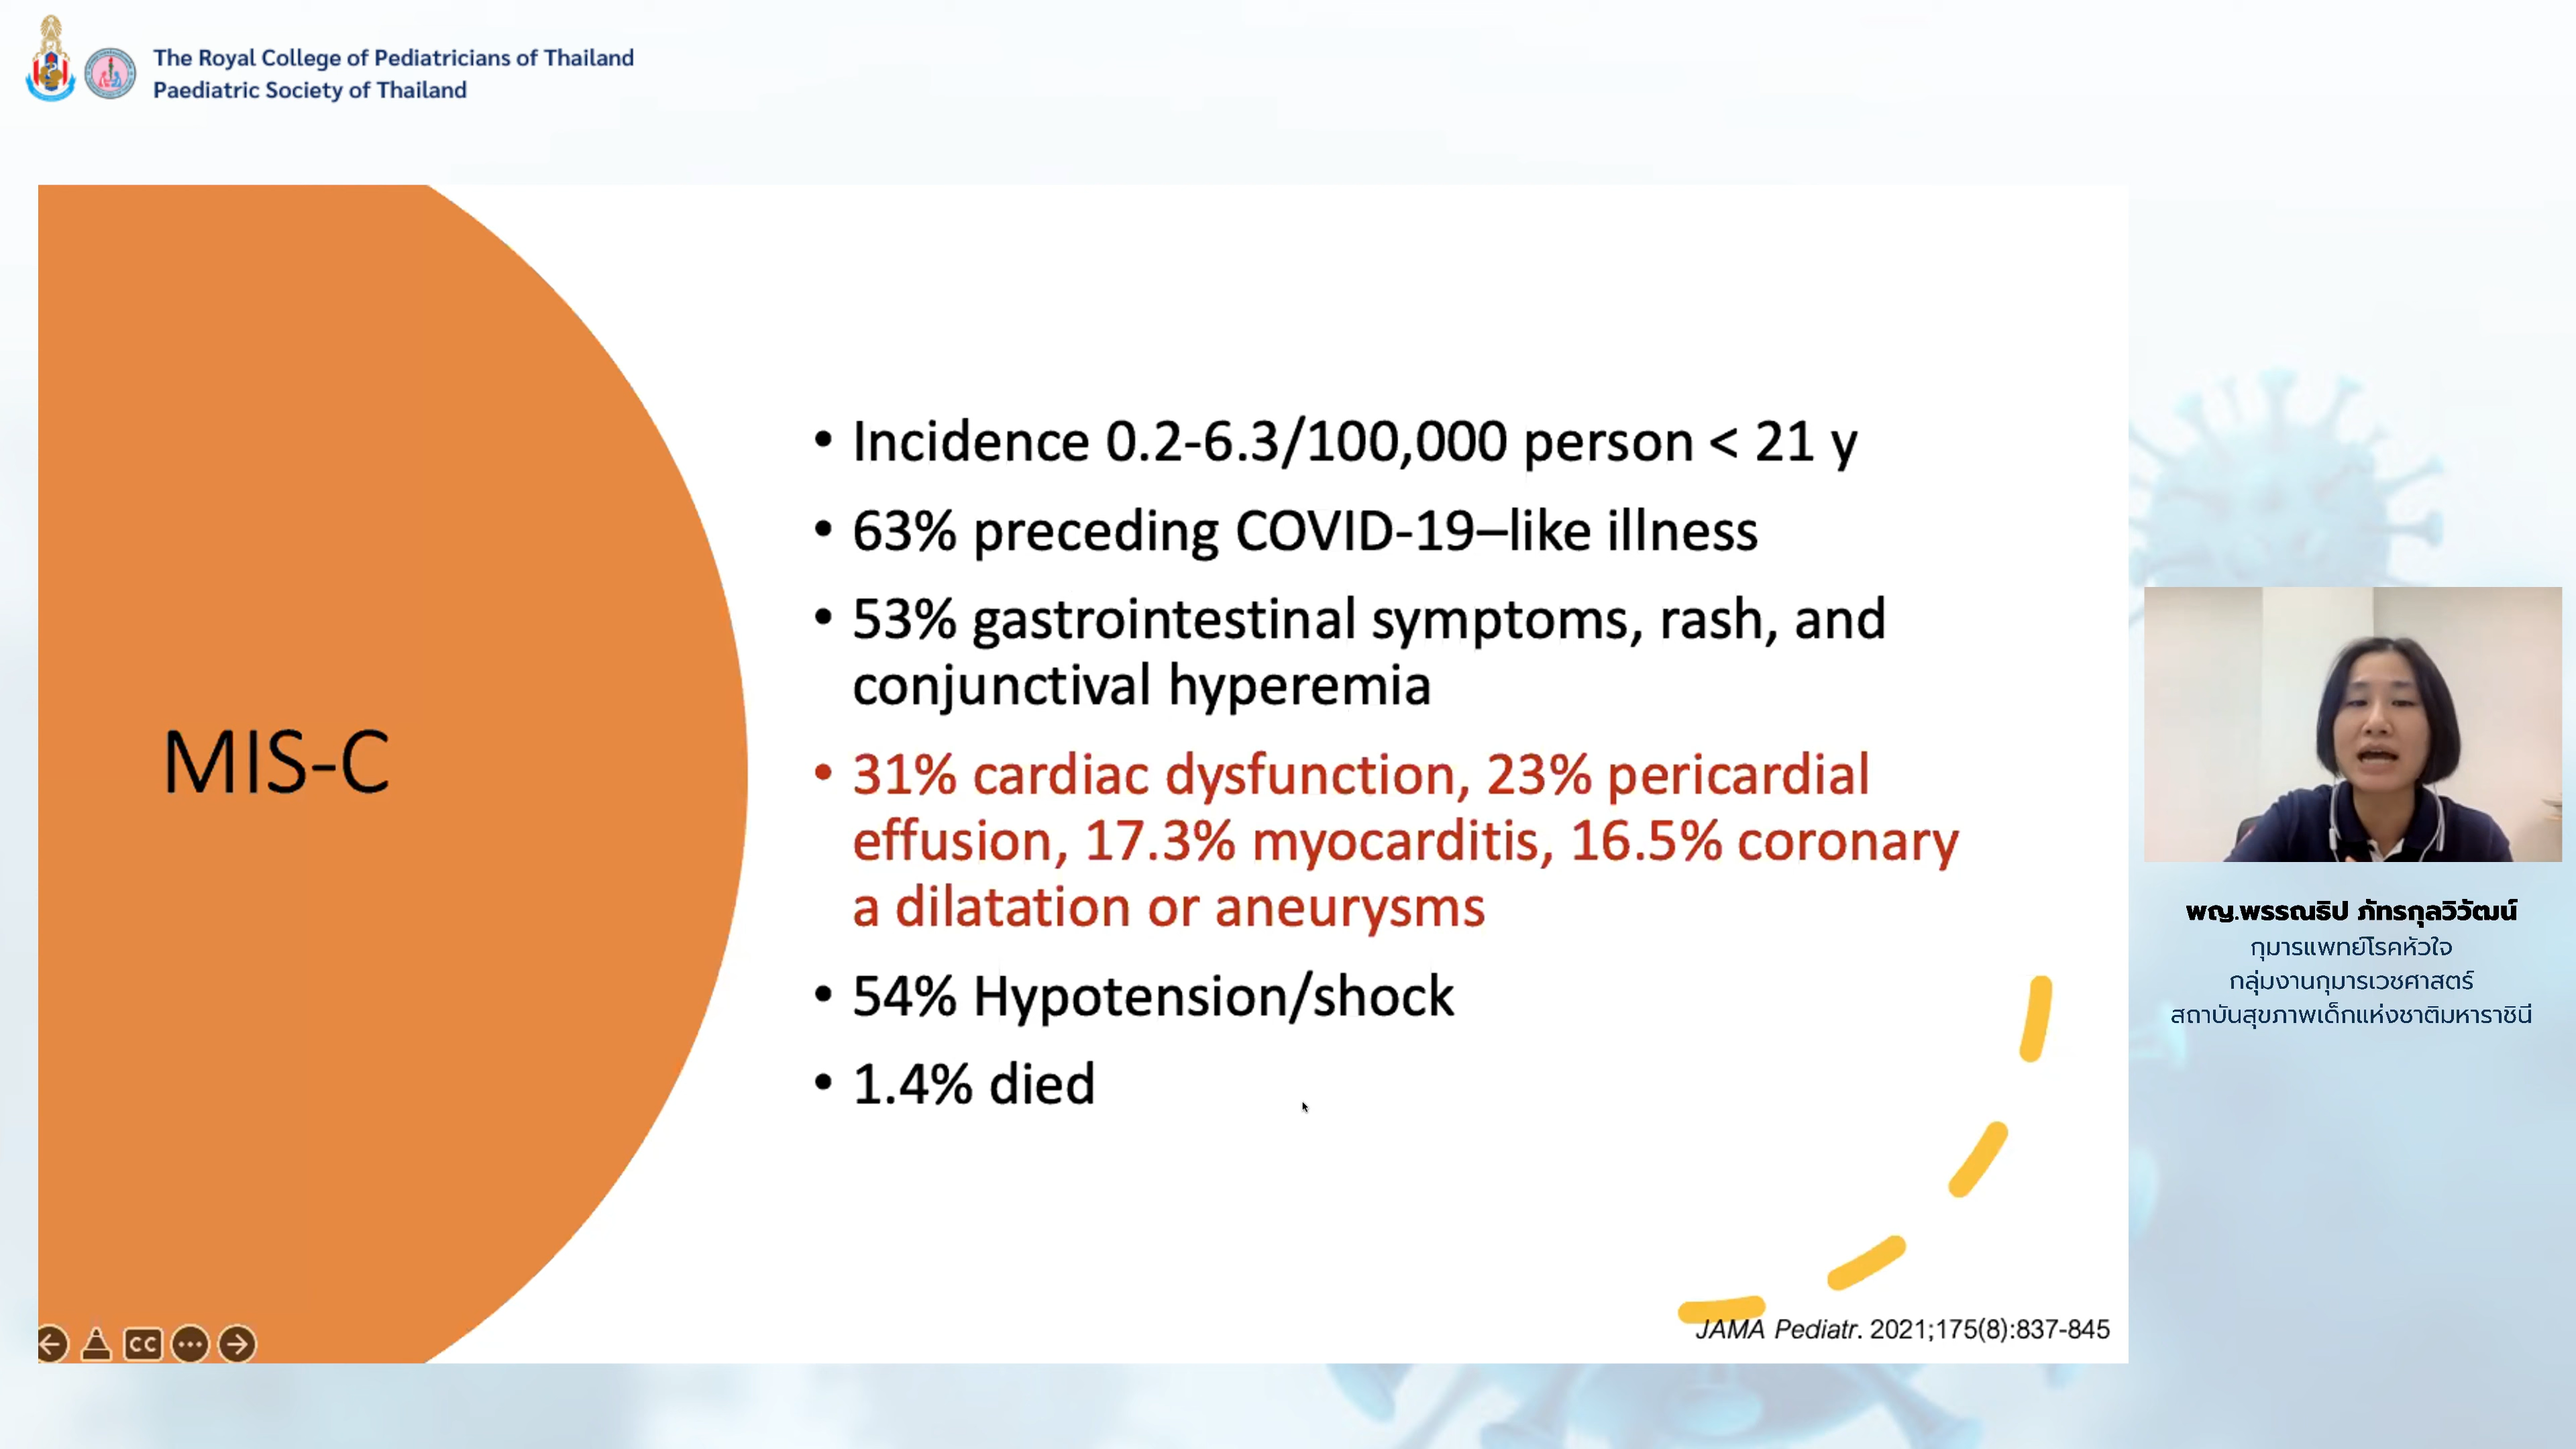 The Royal College of Pediatricians of Thailand
Paediatric Society of Thailand
MIS-C
• Incidence 0.2-6.3/100,000 person < 21 y
• 63% preceding COVID-19–like illness
• 53% gastrointestinal symptoms, rash, and
conjunctival hyperemia
• 31% cardiac dysfunction, 23% pericardial
effusion, 17.3% myocarditis, 16.5% coronary
a dilatation or aneurysms
• 54% Hypotension/shock
• 1.4% died
JAMA Pediatr. 2021;175(8):837-845
CC
พญ.พรรณธิป ภัทรกุลวิวัฒน์
กุมารแพทย์โรคหัวใจ
กลุ่มงานกุมารเวชศาสตร์
สถาบันสุขภาพเด็กแห่งชาติมหาราชินี